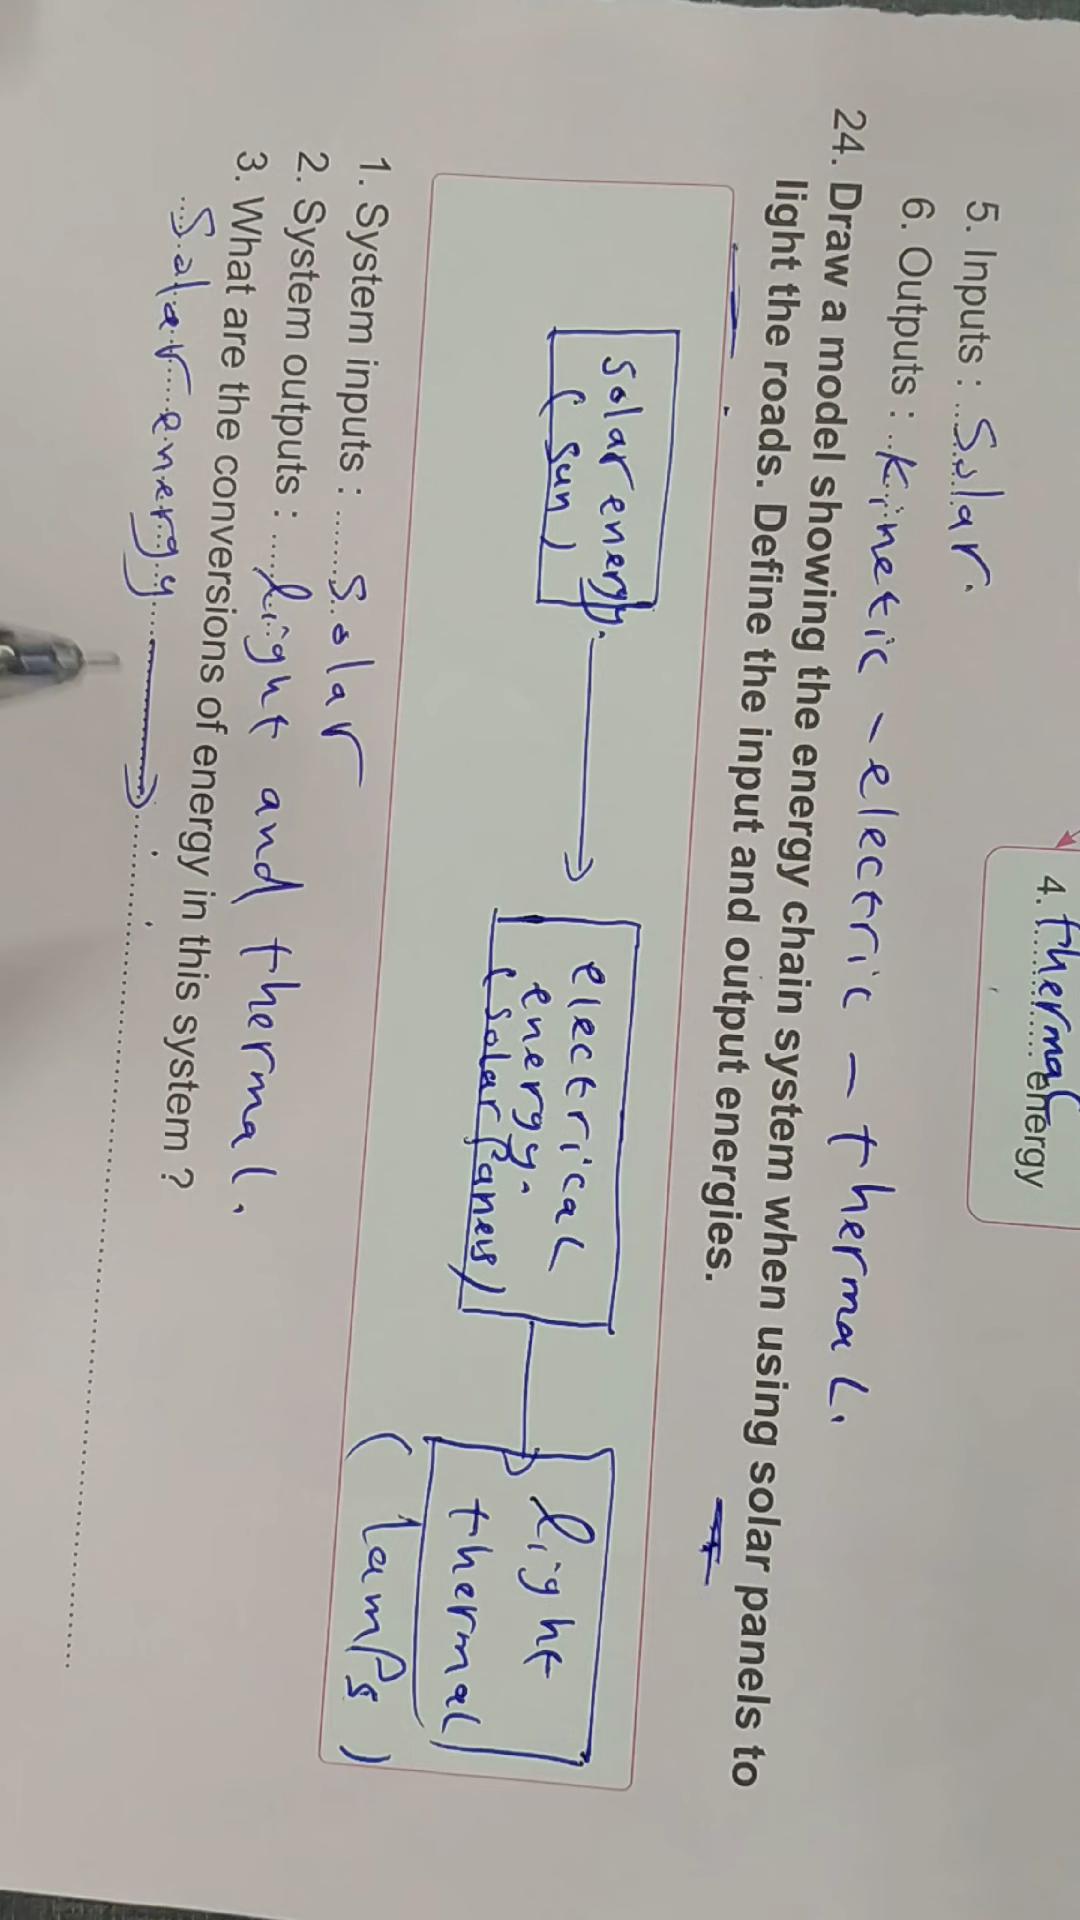 4. thermal energy
5. Inputs : Solar.
6. Outputs : kinetic - electric - thermal.
24. Draw a model showing the energy chain system when using solar panels to
light the roads. Define the input and output energies.
solar energy.
( sun )
electrical
energy.
( solar Panels )
light
thermal
( lamps )
1. System inputs : solar
2. System outputs : light and thermal.
3. What are the conversions of energy in this system ?
Solar energy →